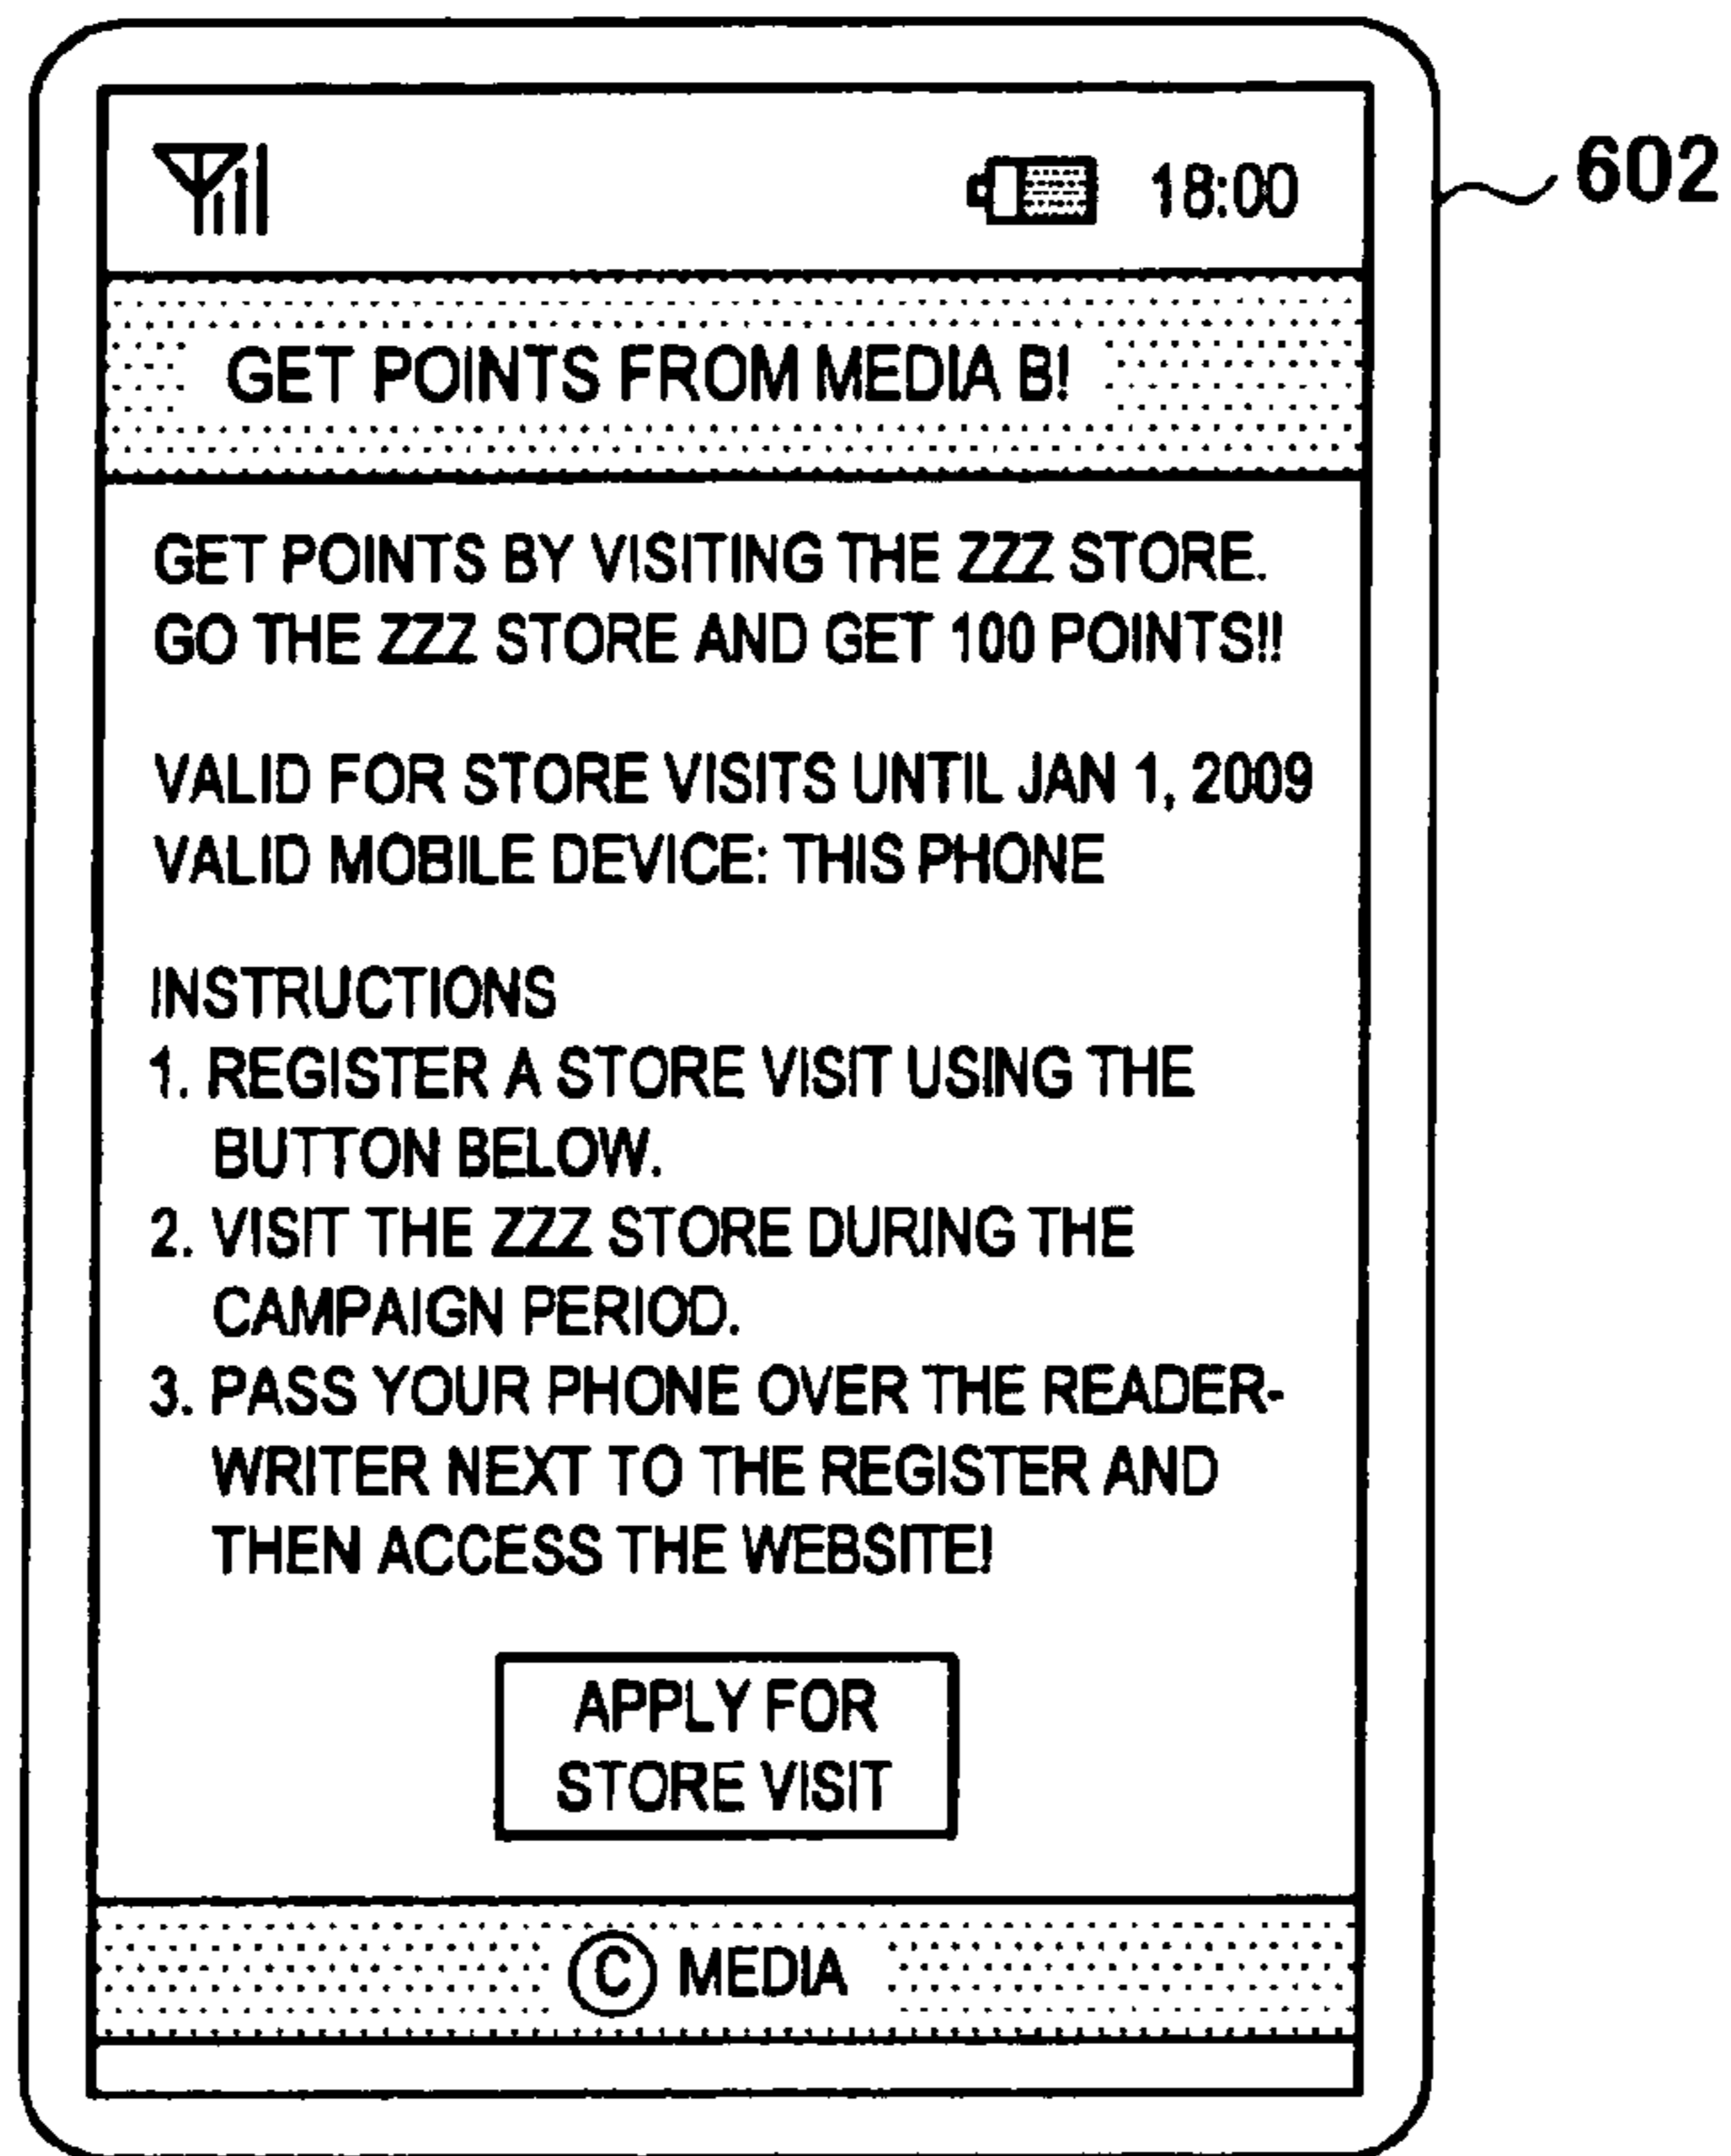 18:00
602
GET POINTS FROM MEDIA B!
GET POINTS BY VISITING THE ZZZ STORE.
GO THE ZZZ STORE AND GET 100 POINTS!!
VALID FOR STORE VISITS UNTIL JAN 1, 2009
VALID MOBILE DEVICE: THIS PHONE
INSTRUCTIONS
1. REGISTER A STORE VISIT USING THE
BUTTON BELOW.
2. VISIT THE ZZZ STORE DURING THE
CAMPAIGN PERIOD.
3. PASS YOUR PHONE OVER THE READER-
WRITER NEXT TO THE REGISTER AND
THEN ACCESS THE WEBSITE!
APPLY FOR
STORE VISIT
© MEDIA